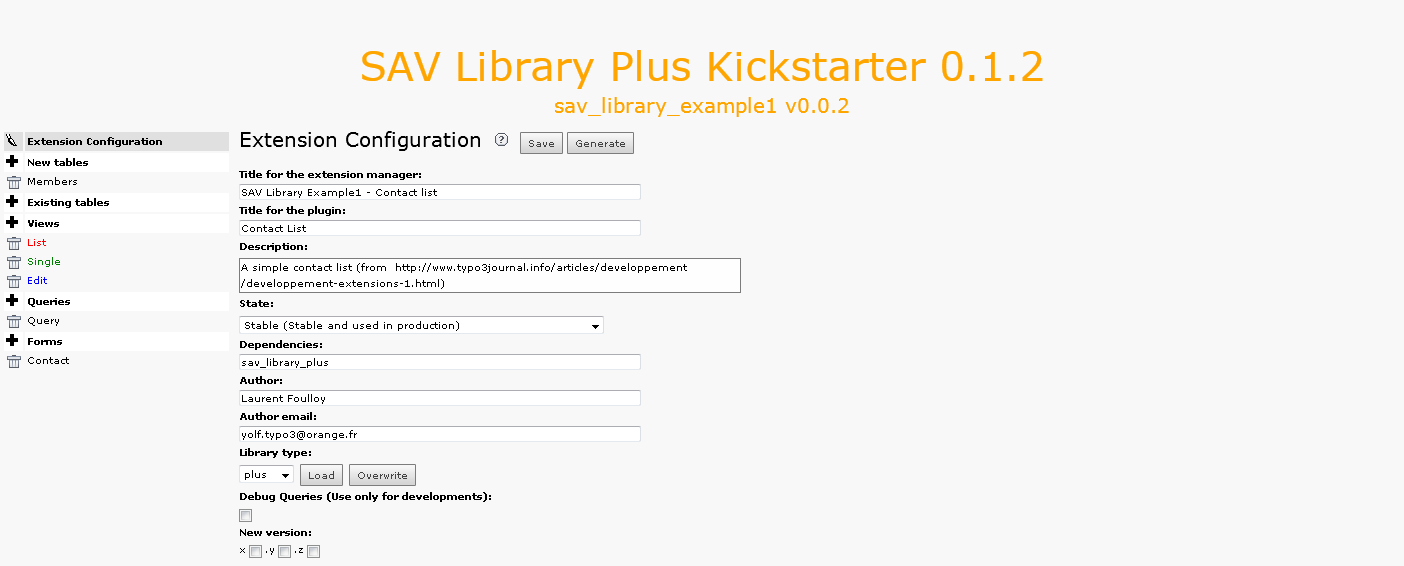 SAV Library Plus Kickstarter 0.1.2
sav_library_example1 v0.0.2
Extension Configuration
New tables
Members
Existing tables
Views
List
Single
Edit
Queries
Query
Forms
Contact
Extension Configuration ? Save Generate
Title for the extension manager:
SAV Library Example1 - Contact list
Title for the plugin:
Contact List
Description:
A simple contact list (from http://www.typo3journal.info/articles/developpement
/developpement-extensions-1.html)
State:
Stable (Stable and used in production)
Dependencies:
sav_library_plus
Author:
Laurent Foulloy
Author email:
yolf.typo3@orange.fr
Library type:
plus Load Overwrite
Debug Queries (Use only for developments):
New version:
x .y .z